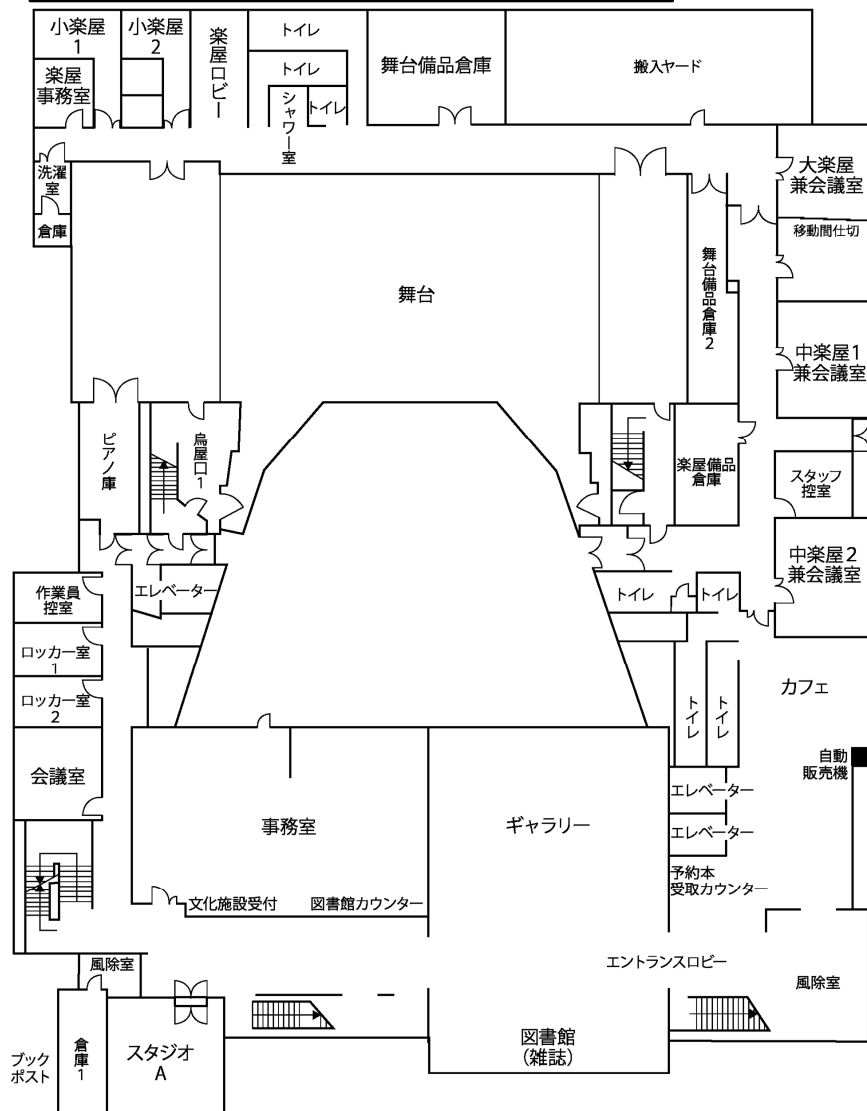 小楽屋
1
小楽屋
2
楽屋ロビー
トイレ
トイレ
シャワー室
トイレ
舞台備品倉庫
搬入ヤード
楽屋
事務室
洗濯
室
倉庫
大楽屋
兼会議室
移動間仕切
舞台
舞台備品倉庫2
中楽屋1
兼会議室
ピアノ庫
鳥屋口1
楽屋備品
倉庫
スタッフ
控室
中楽屋2
兼会議室
作業員
控室
エレベーター
トイレ
トイレ
ロッカー室
1
ロッカー室
2
トイレ
トイレ
カフェ
自動
販売機
会議室
事務室
ギャラリー
エレベーター
エレベーター
予約本
受取カウンター
文化施設受付
図書館カウンター
エントランスロビー
風除室
風除室
ブック
ポスト
倉庫1
スタジオ
A
図書館
(雑誌)